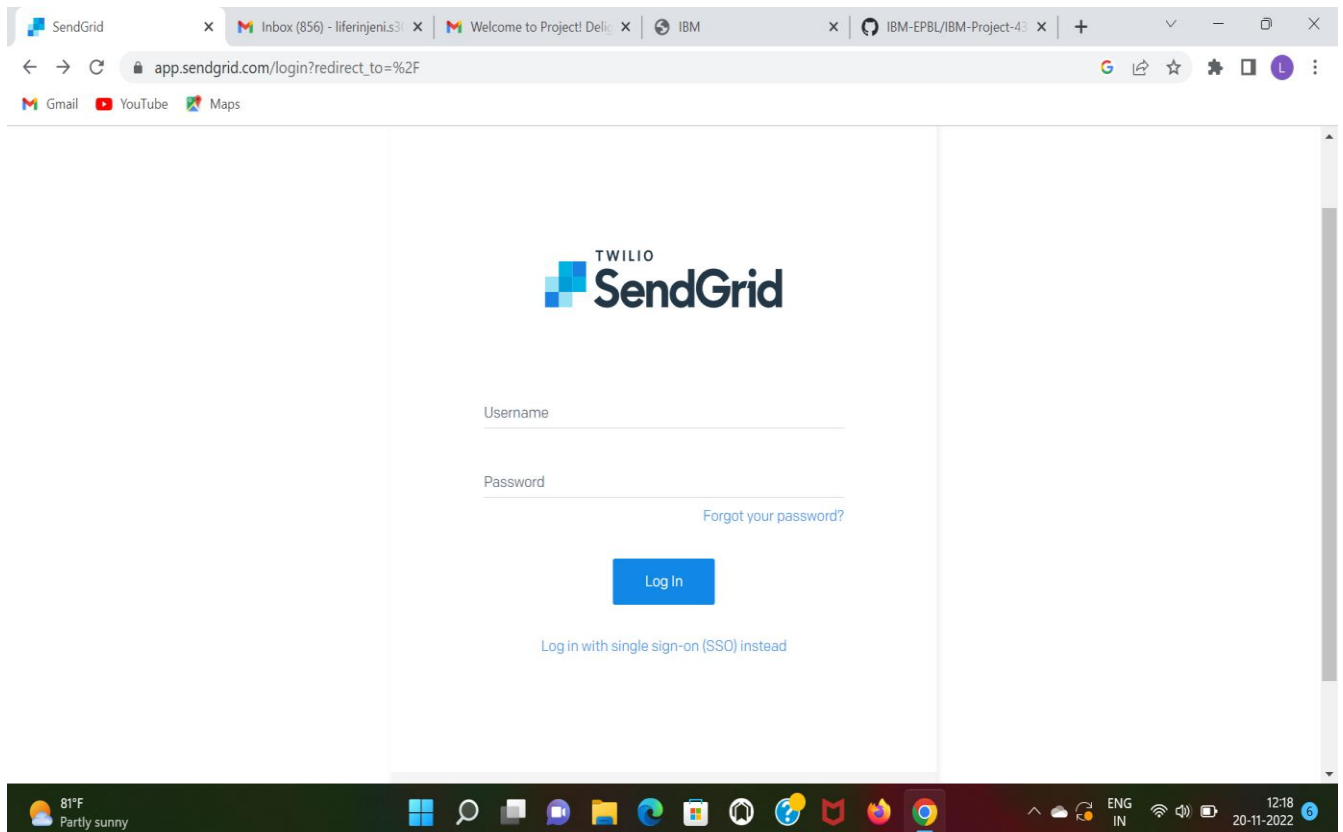 SendGrid
Inbox (856) - liferinjeni.s3
Welcome to Project! Delig
IBM
IBM-EPBL/IBM-Project-43
app.sendgrid.com/login?redirect_to=%2F
G
L
Gmail
YouTube
Maps
TWILIO
SendGrid
Username
Password
Forgot your password?
Log In
Log in with single sign-on (SSO) instead
81°F
Partly sunny
ENG
IN
12:18
20-11-2022
6